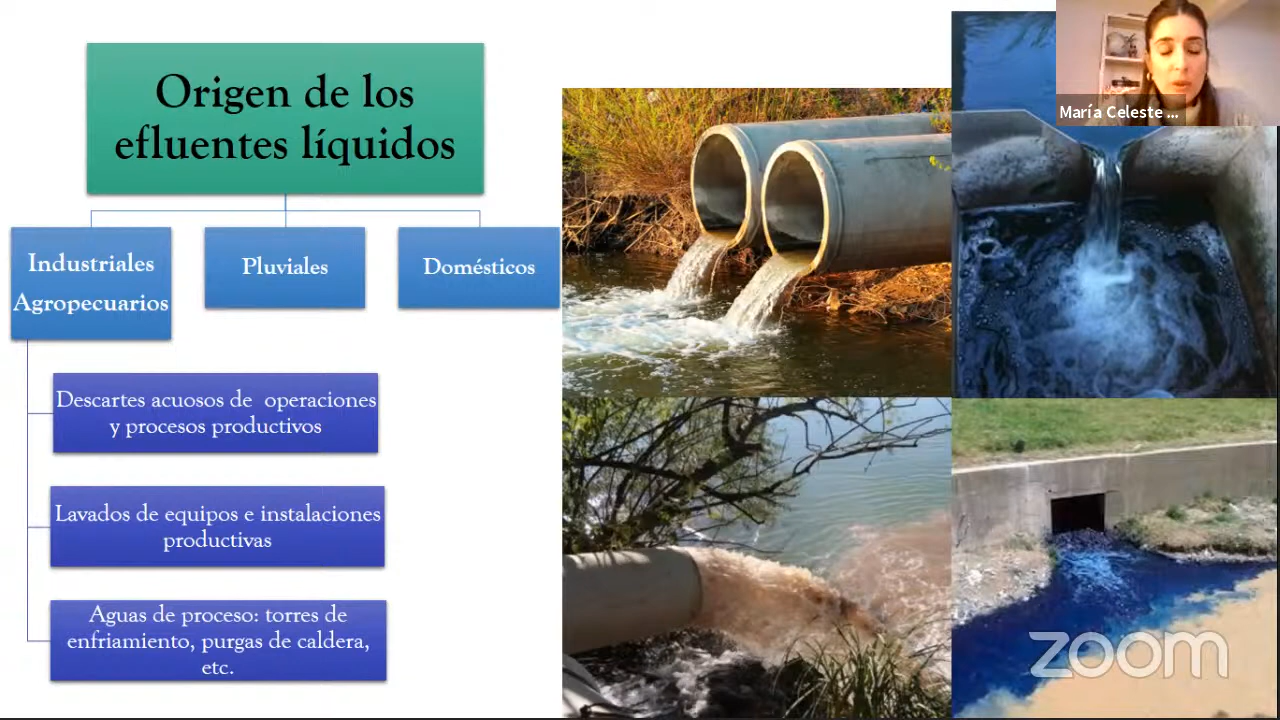 Origen de los
efluentes líquidos
Industriales
Agropecuarios
Pluviales
Domésticos
Descartes acuosos de operaciones
y procesos productivos
Lavados de equipos e instalaciones
productivas
Aguas de proceso: torres de
enfriamiento, purgas de caldera,
etc.
María Celeste ...
zoom